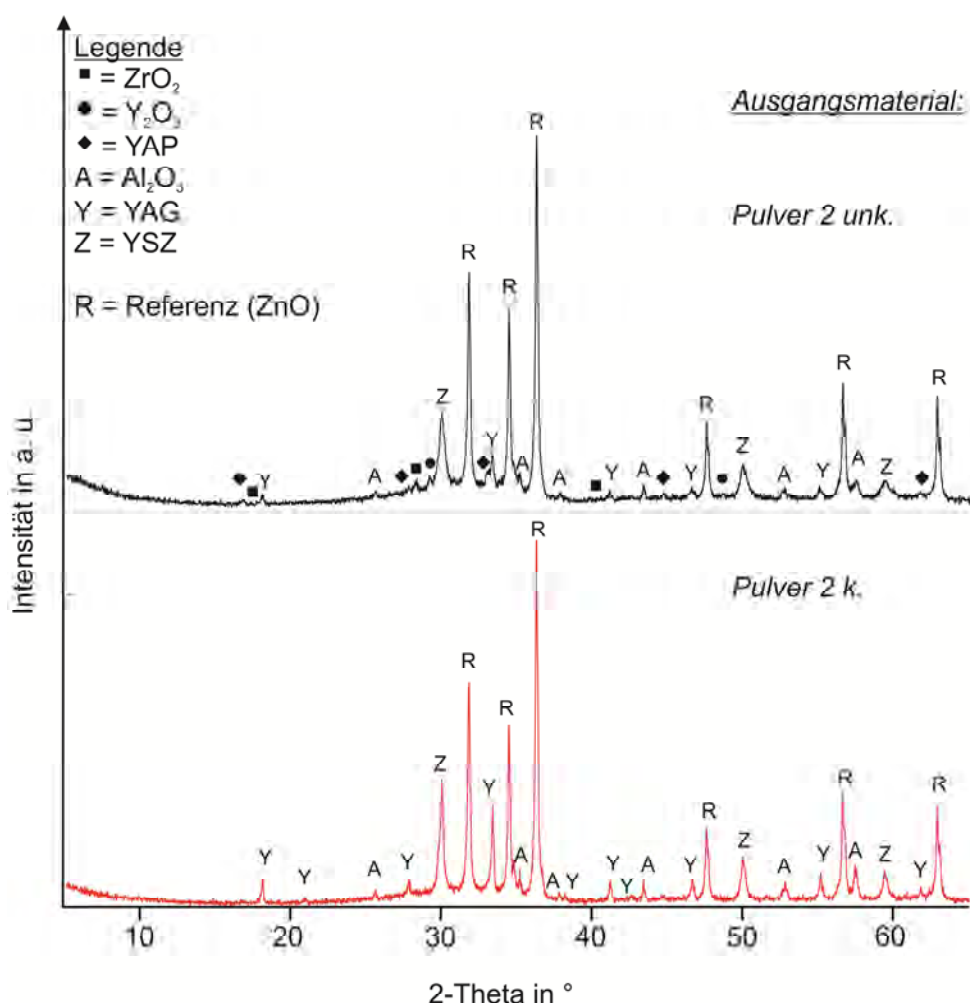 Legende
■ = ZrO₂
● = Y₂O₃
◆ = YAP
A = Al₂O₃
Y = YAG
Z = YSZ
R = Referenz (ZnO)
Ausgangsmaterial:
Pulver 2 unk.
Y A Z R Y R A R A Y A Y R Z A Y R A Z R
Pulver 2 k.
Y Y A Y Z R Y R A R A Y Y Y A Y R Z A Y R A Z Y R
Intensität in a. u
10 20 30 40 50 60
2-Theta in °